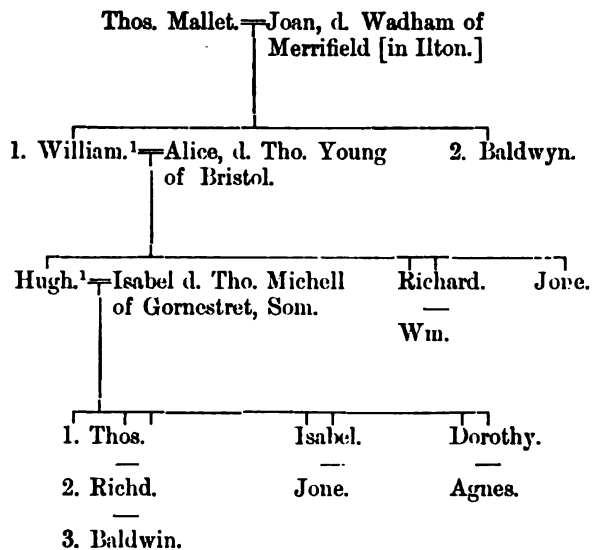 Thos. Mallet.=Joan, d. Wadham of
Merrifield [in Ilton.]
1. William.¹=Alice, d. Tho. Young
of Bristol.
2. Baldwyn.
Hugh.¹=Isabel d. Tho. Michell
of Gornestret, Som.
Richard.
Wm.
Jone.
1. Thos.
2. Richd.
3. Baldwin.
Isabel.
Jone.
Dorothy.
Agnes.